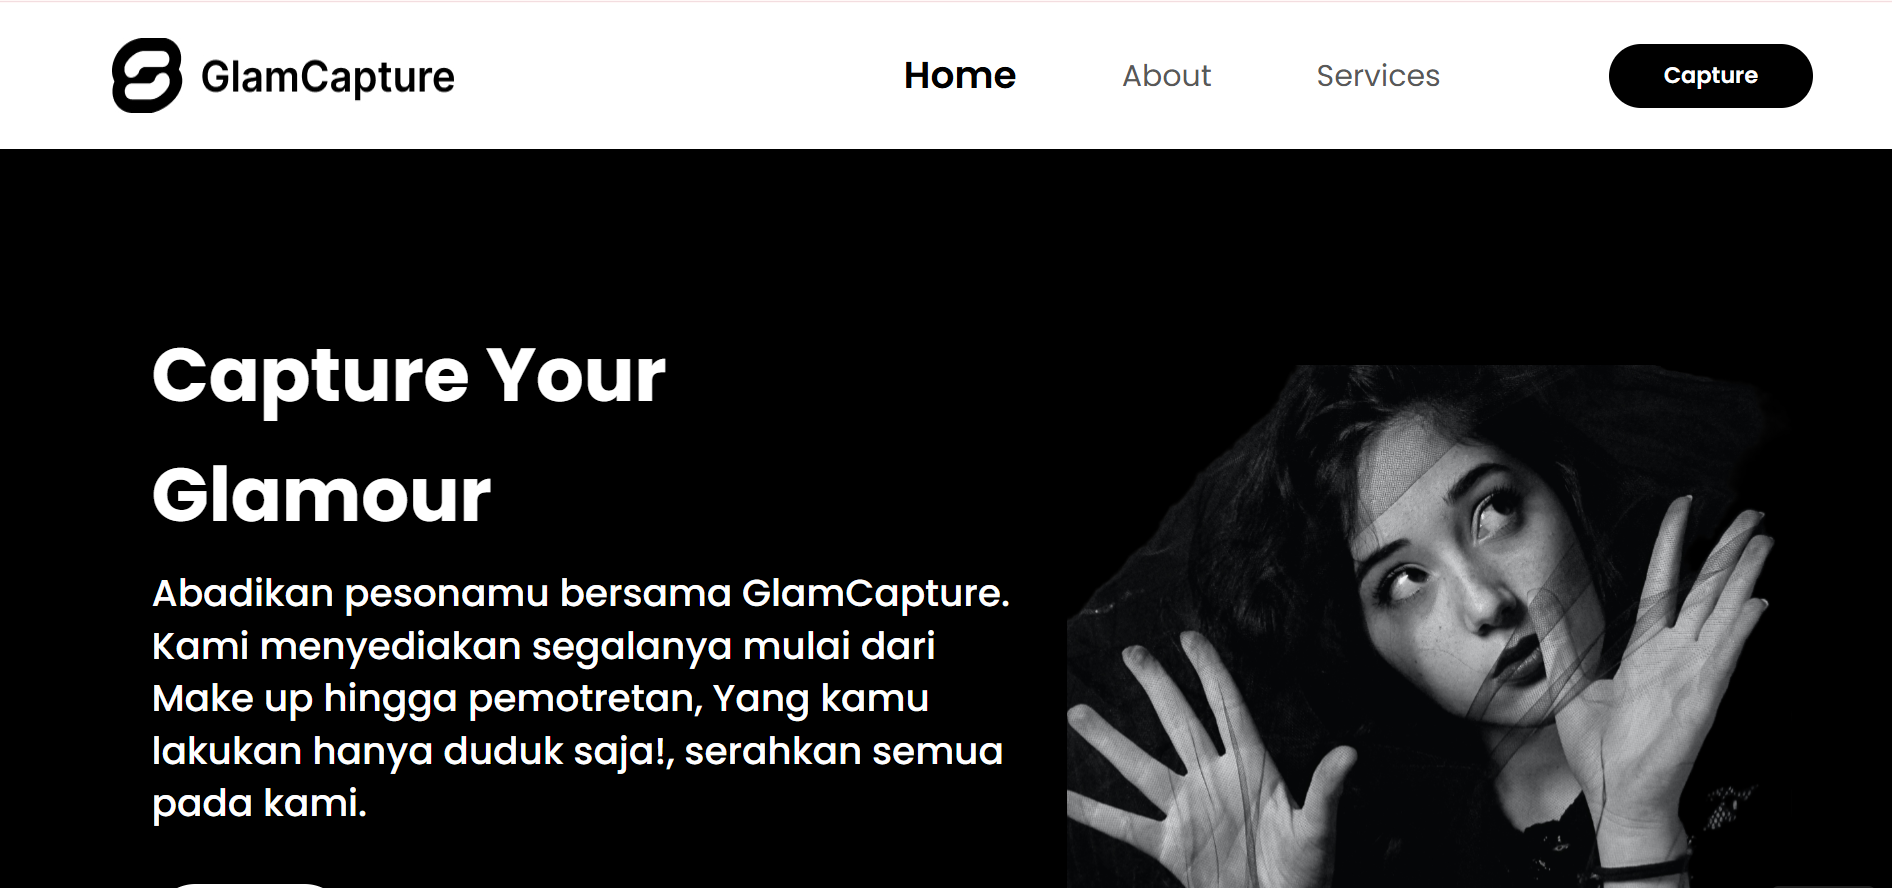 GlamCapture
Home
About
Services
Capture
Capture Your
Glamour
Abadikan pesonamu bersama GlamCapture.
Kami menyediakan segalanya mulai dari
Make up hingga pemotretan, Yang kamu
lakukan hanya duduk saja!, serahkan semua
pada kami.